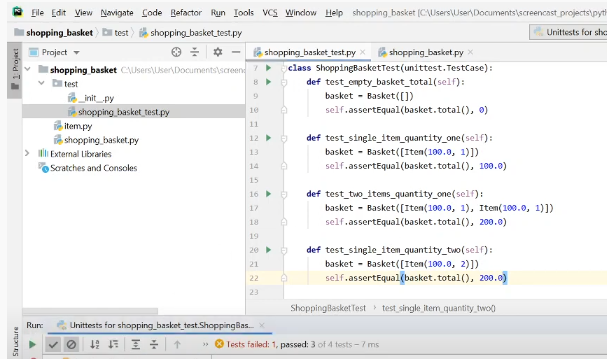 File Edit View Navigate Code Refactor Run Tools VCS Window Help shopping_basket [C:\Users\User\Documents\screencast_projects\pyth
shopping_basket test shopping_basket_test.py Unittests for sho
1: Project
Project
shopping_basket_test.py
shopping_basket.py
shopping_basket C:\Users\User\Documents\screen
test
__init__.py
shopping_basket_test.py
item.py
shopping_basket.py
External Libraries
Scratches and Consoles
7 class ShoppingBasketTest(unittest.TestCase):
8 def test_empty_basket_total(self):
9 basket = Basket([])
10 self.assertEqual(basket.total(), 0)
11
12 def test_single_item_quantity_one(self):
13 basket = Basket([Item(100.0, 1)])
14 self.assertEqual(basket.total(), 100.0)
15
16 def test_two_items_quantity_one(self):
17 basket = Basket([Item(100.0, 1), Item(100.0, 1)])
18 self.assertEqual(basket.total(), 200.0)
19
20 def test_single_item_quantity_two(self):
21 basket = Basket([Item(100.0, 2)])
22 self.assertEqual(basket.total(), 200.0)
23
ShoppingBasketTest › test_single_item_quantity_two()
Structure
Run: Unittests for shopping_basket_test.ShoppingBas...
» Tests failed: 1, passed: 3 of 4 tests – 7 ms